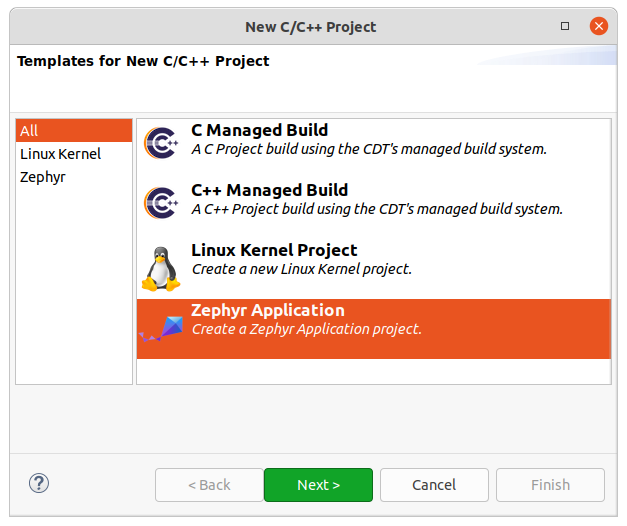 New C/C++ Project
Templates for New C/C++ Project
All
Linux Kernel
Zephyr
C Managed Build
A C Project build using the CDT's managed build system.
C++ Managed Build
A C++ Project build using the CDT's managed build system.
Linux Kernel Project
Create a new Linux Kernel project.
Zephyr Application
Create a Zephyr Application project.
?
< Back
Next >
Cancel
Finish